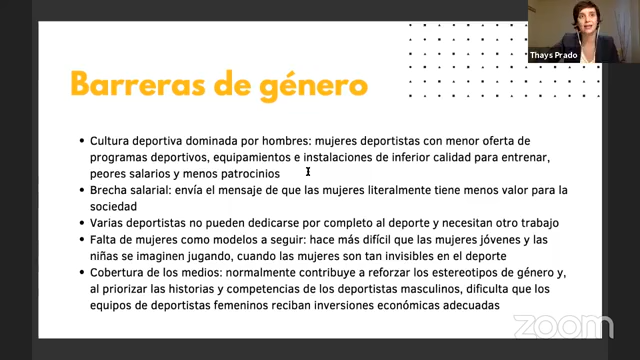 Thays Prado
Barreras de género
• Cultura deportiva dominada por hombres: mujeres deportistas con menor oferta de
programas deportivos, equipamientos e instalaciones de inferior calidad para entrenar,
peores salarios y menos patrocinios
• Brecha salarial: envía el mensaje de que las mujeres literalmente tiene menos valor para la
sociedad
• Varias deportistas no pueden dedicarse por completo al deporte y necesitan otro trabajo
• Falta de mujeres como modelos a seguir: hace más difícil que las mujeres jóvenes y las
niñas se imaginen jugando, cuando las mujeres son tan invisibles en el deporte
• Cobertura de los medios: normalmente contribuye a reforzar los estereotipos de género y,
al priorizar las historias y competencias de los deportistas masculinos, dificulta que los
equipos de deportistas femeninos reciban inversiones económicas adecuadas
zoom